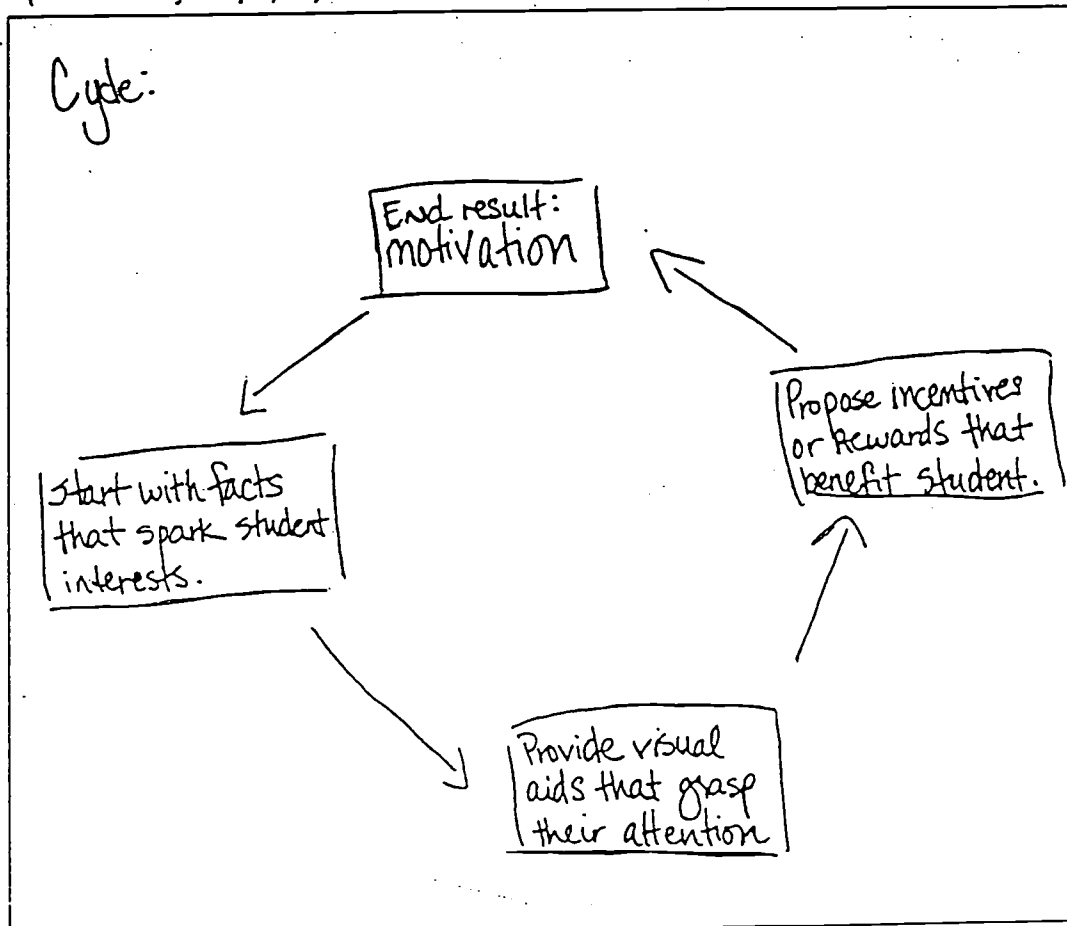 Cycle:
End result:
motivation
Propose incentives
or Rewards that
benefit student.
Start with facts
that spark student
interests.
Provide visual
aids that grasp
their attention